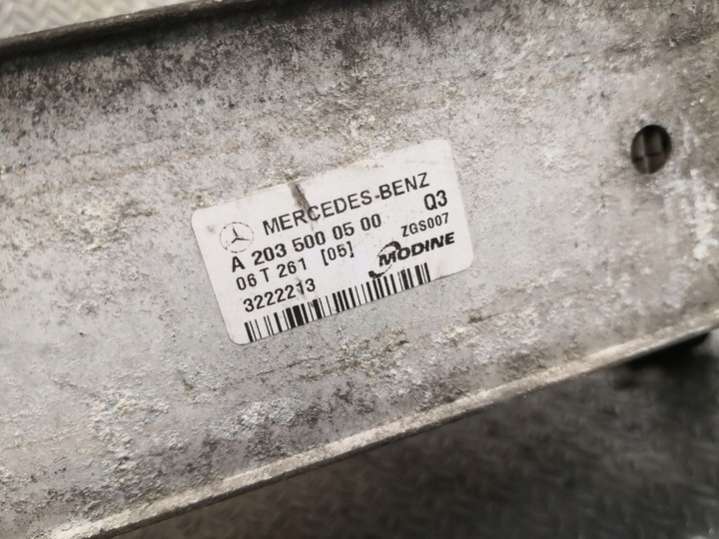 MERCEDES-BENZ
A 203 500 05 00 Q3
06 T 261 [05] ZGS007
3222213 MODINE